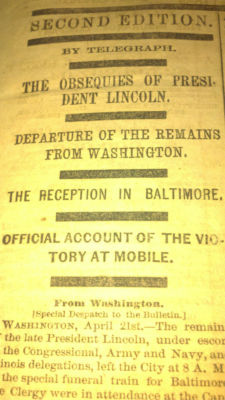 SECOND EDITION.
BY TELEGRAPH.
THE OBSEQUIES OF PRESI-
DENT LINCOLN.
DEPARTURE OF THE REMAINS
FROM WASHINGTON.
THE RECEPTION IN BALTIMORE.
OFFICIAL ACCOUNT OF THE VIC-
TORY AT MOBILE.
From Washington.
[Special Despatch to the Bulletin.]
WASHINGTON, April 21st.—The remain
of the late President Lincoln, under escor
the Congressional, Army and Navy, an
inois delegations, left the City at 8 A. M
the special funeral train for Baltimor
e Clergy were in attendance at the Cap